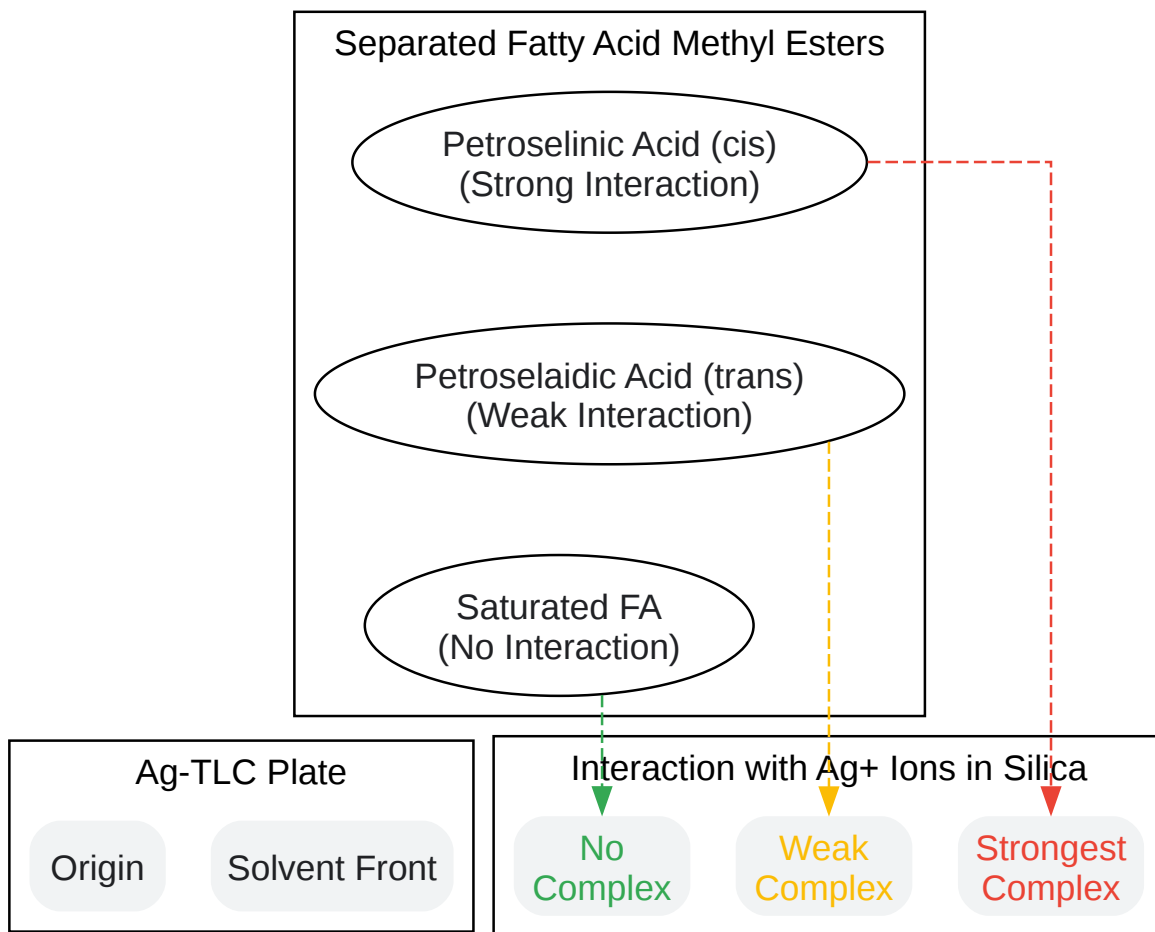 Separated Fatty Acid Methyl Esters
Petroselinic Acid (cis)
(Strong Interaction)
Petroselaidic Acid (trans)
(Weak Interaction)
Saturated FA
(No Interaction)
Ag-TLC Plate
Origin
Solvent Front
Interaction with Ag+ Ions in Silica
No
Complex
Weak
Complex
Strongest
Complex